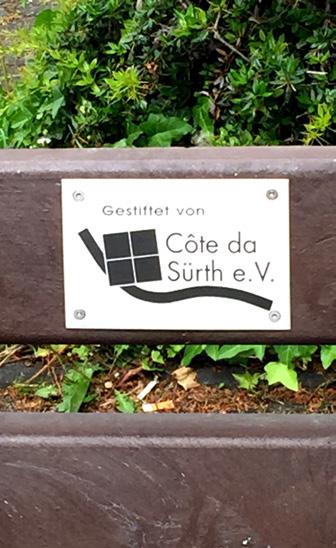 Gestiftet von
Côte da
Sürth e.V.